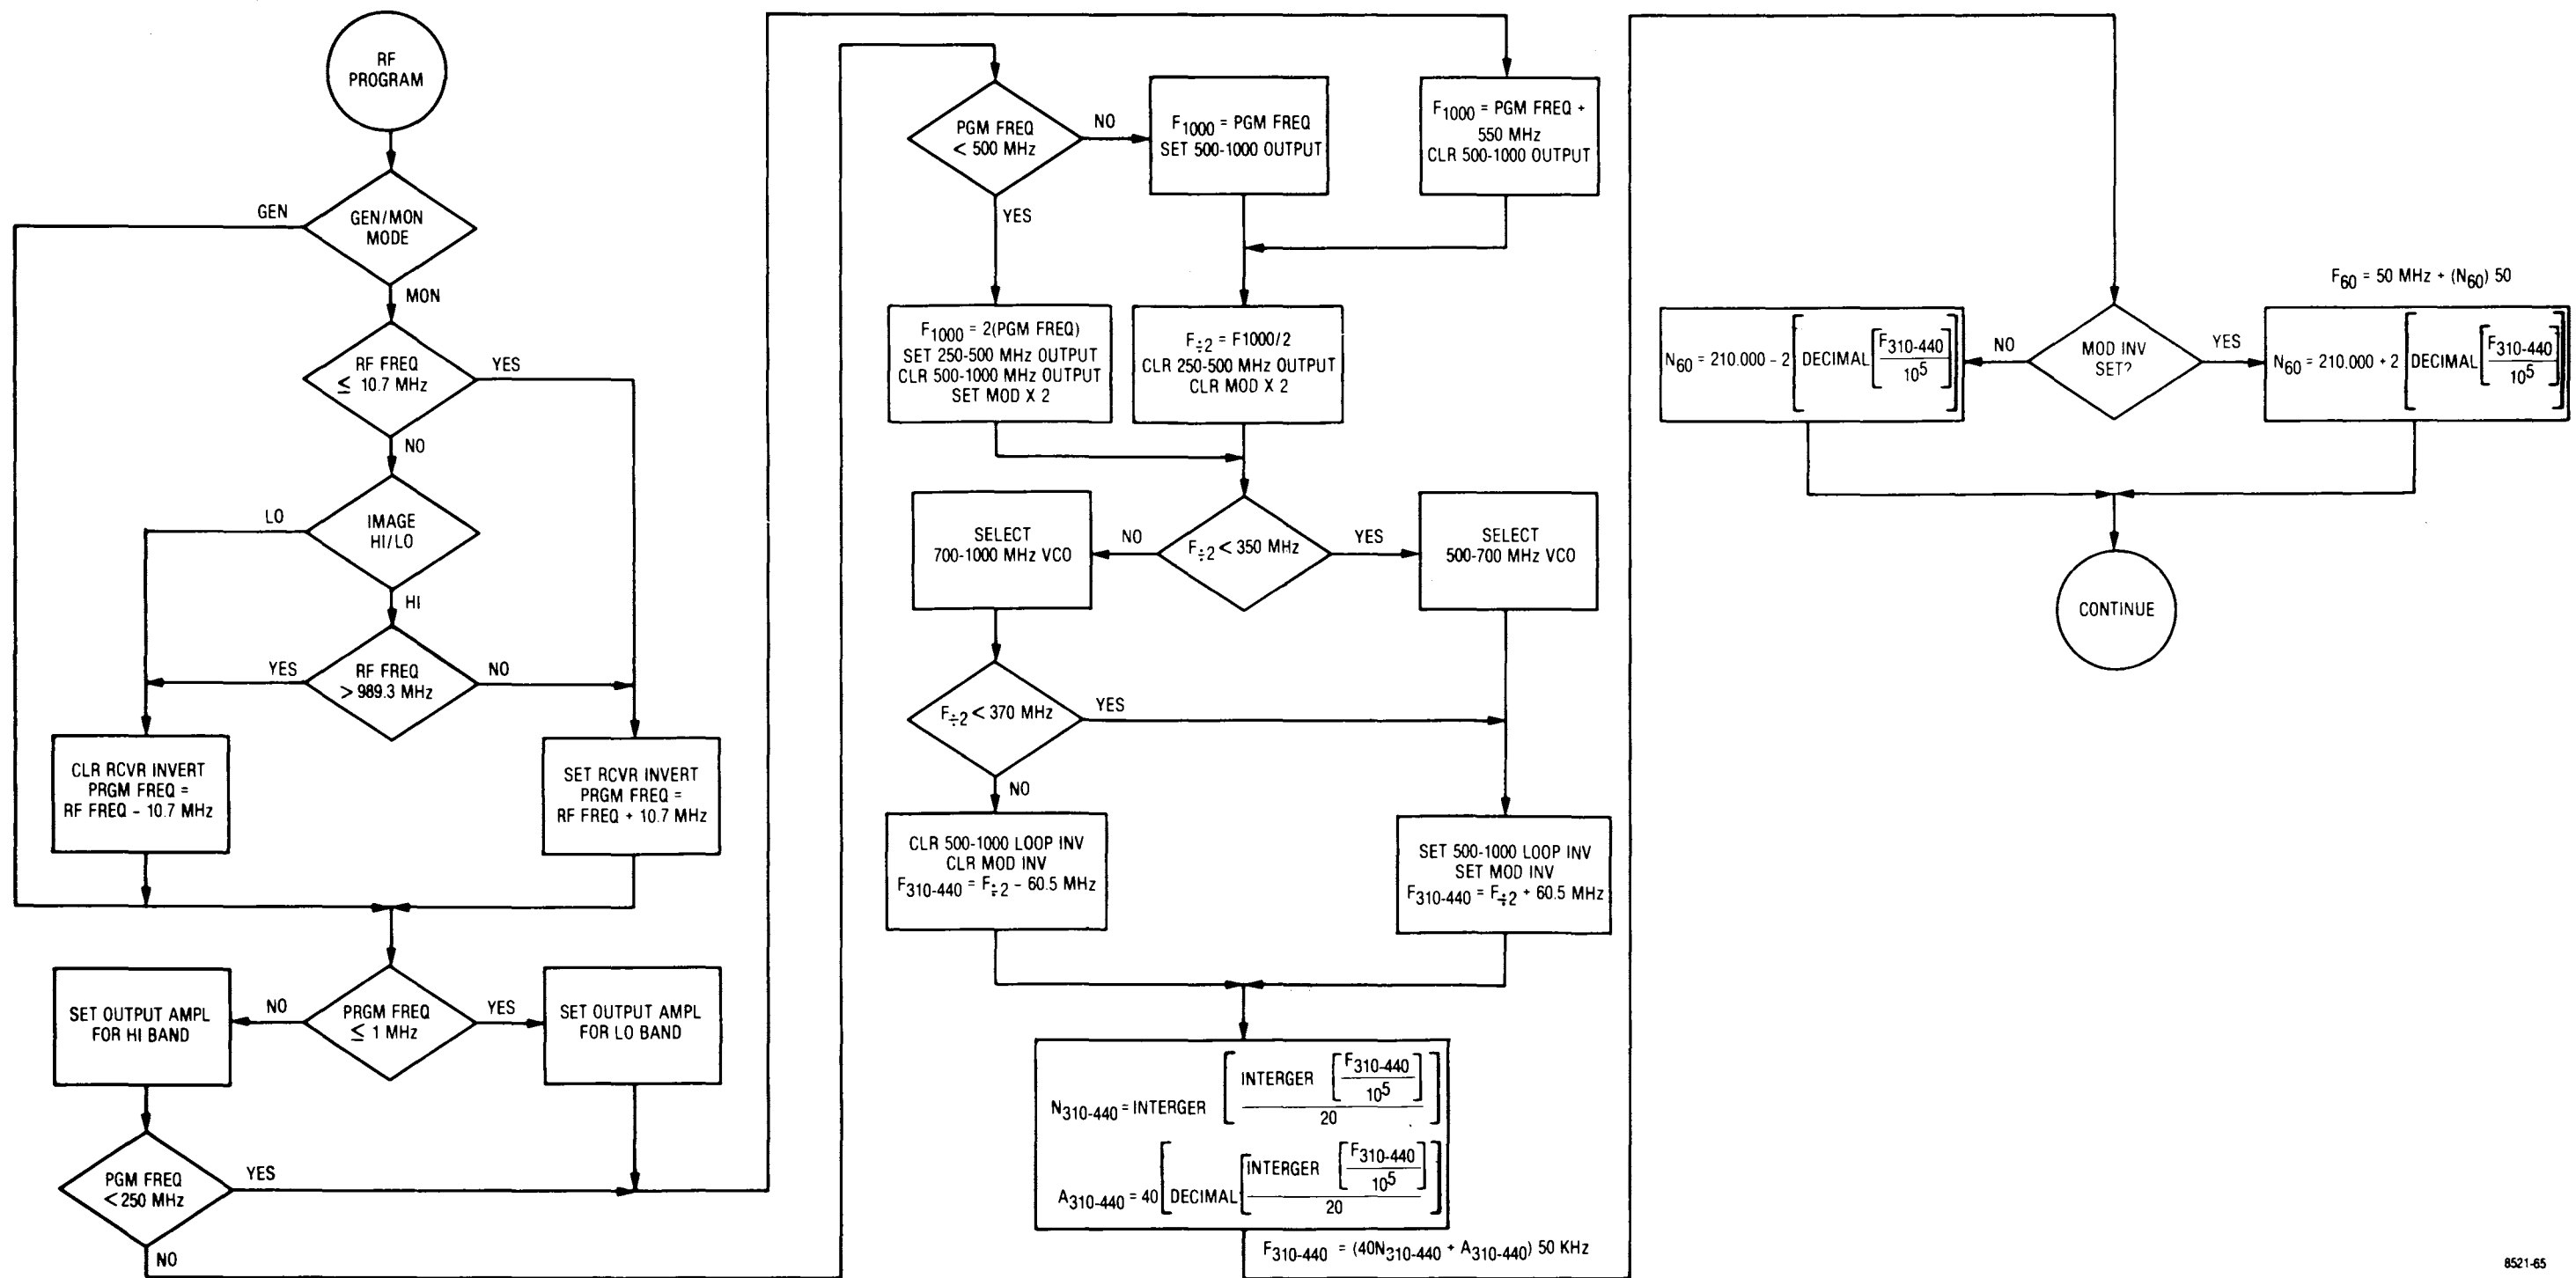 RF
PROGRAM
GEN
GEN/MON
MODE
MON
RF FREQ
≤ 10.7 MHz
YES
NO
LO
IMAGE
HI/LO
HI
YES
RF FREQ
> 989.3 MHz
NO
CLR RCVR INVERT
PRGM FREQ =
RF FREQ - 10.7 MHz
SET RCVR INVERT
PRGM FREQ =
RF FREQ + 10.7 MHz
SET OUTPUT AMPL
FOR HI BAND
NO
PRGM FREQ
≤ 1 MHz
YES
SET OUTPUT AMPL
FOR LO BAND
PGM FREQ
< 250 MHz
YES
NO
PGM FREQ
< 500 MHz
NO
YES
F1000 = PGM FREQ
SET 500-1000 OUTPUT
F1000 = PGM FREQ +
550 MHz
CLR 500-1000 OUTPUT
F1000 = 2(PGM FREQ)
SET 250-500 MHz OUTPUT
CLR 500-1000 MHz OUTPUT
SET MOD X 2
F÷2 = F1000/2
CLR 250-500 MHz OUTPUT
CLR MOD X 2
SELECT
700-1000 MHz VCO
NO
F÷2 < 350 MHz
YES
SELECT
500-700 MHz VCO
F÷2 < 370 MHz
YES
NO
CLR 500-1000 LOOP INV
CLR MOD INV
F310-440 = F÷2 - 60.5 MHz
SET 500-1000 LOOP INV
SET MOD INV
F310-440 = F÷2 + 60.5 MHz
N310-440 = INTERGER [INTERGER [F310-440 / 10^5] / 20]
A310-440 = 40 [DECIMAL [INTERGER [F310-440 / 10^5] / 20]]
F310-440 = (40N310-440 + A310-440) 50 KHz
F60 = 50 MHz + (N60) 50
N60 = 210.000 - 2 [DECIMAL [F310-440 / 10^5]]
NO
MOD INV
SET?
YES
N60 = 210.000 + 2 [DECIMAL [F310-440 / 10^5]]
CONTINUE
8521-65